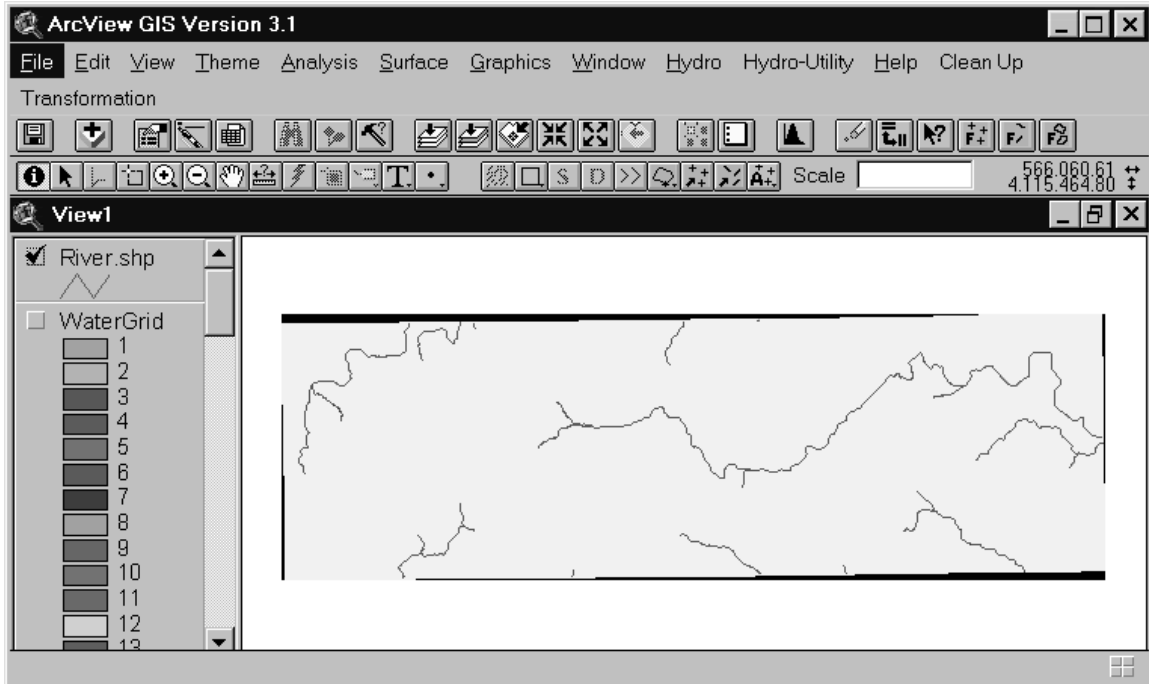 ArcView GIS Version 3.1
File Edit View Theme Analysis Surface Graphics Window Hydro Hydro-Utility Help Clean Up
Transformation
Scale 566,060.61
4,115,464.80
View1
River.shp
WaterGrid
1
2
3
4
5
6
7
8
9
10
11
12
13